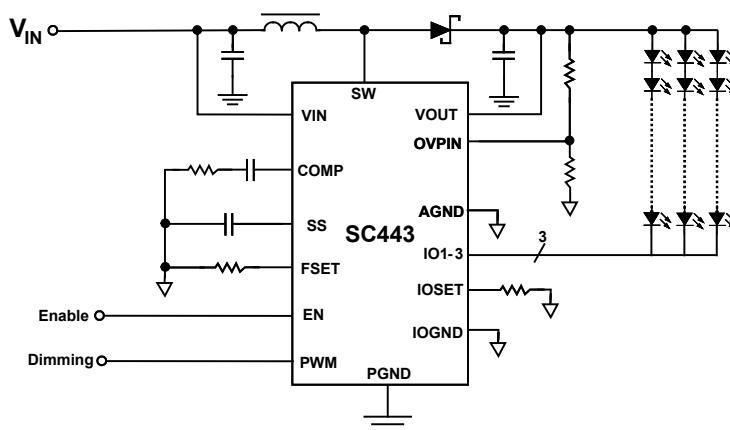 VIN
SW
VIN
VOUT
OVPIN
COMP
AGND
SS
SC443
3
IO1-3
FSET
IOSET
Enable
EN
IOGND
Dimming
PWM
PGND